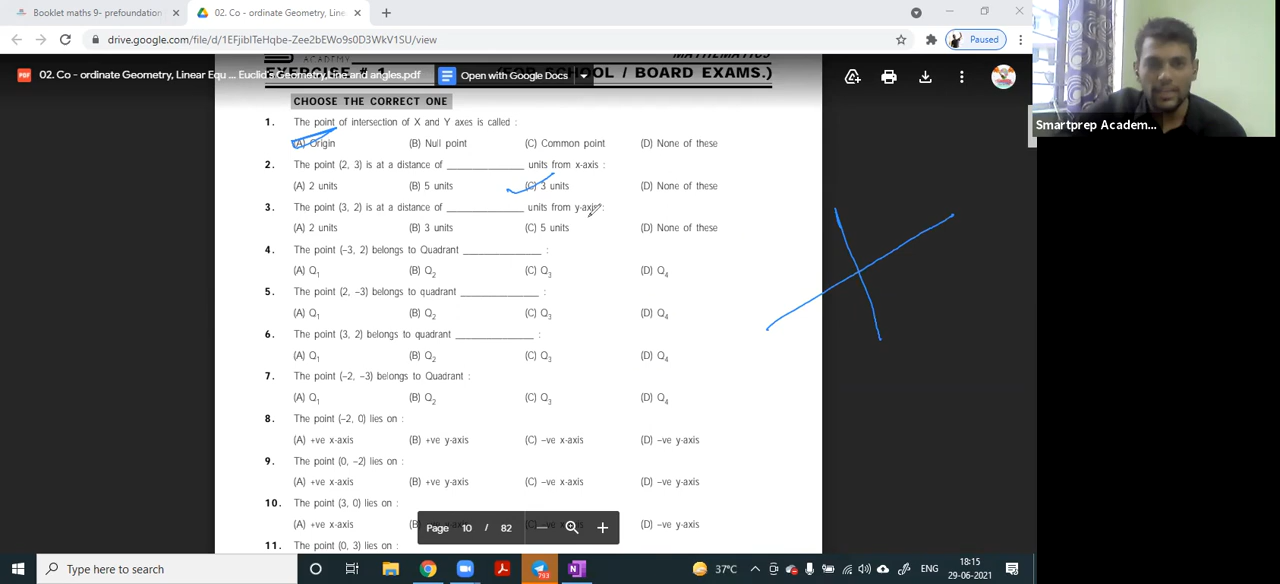 Booklet maths 9- prefoundation
02. Co - ordinate Geometry, Line
drive.google.com/file/d/1EFjibITeHqbe-Zee2bEWo9s0D3WkV1SU/view
Paused
ACADEMY
MATHEMATICS
02. Co - ordinate Geometry, Linear Equ ... Euclid's Geometry,Line and angles).pdf
Open with Google Docs
(FOR SCHOOL / BOARD EXAMS.)
Smartprep Academ...
CHOOSE THE CORRECT ONE
1. The point of intersection of X and Y axes is called :
(A) Origin (B) Null point (C) Common point (D) None of these
2. The point (2, 3) is at a distance of ______________ units from x-axis :
(A) 2 units (B) 5 units (C) 3 units (D) None of these
3. The point (3, 2) is at a distance of ______________ units from y-axis :
(A) 2 units (B) 3 units (C) 5 units (D) None of these
4. The point (–3, 2) belongs to Quadrant ______________ :
(A) Q1 (B) Q2 (C) Q3 (D) Q4
5. The point (2, –3) belongs to quadrant ______________ :
(A) Q1 (B) Q2 (C) Q3 (D) Q4
6. The point (3, 2) belongs to quadrant ______________ :
(A) Q1 (B) Q2 (C) Q3 (D) Q4
7. The point (–2, –3) belongs to Quadrant :
(A) Q1 (B) Q2 (C) Q3 (D) Q4
8. The point (–2, 0) lies on :
(A) +ve x-axis (B) +ve y-axis (C) –ve x-axis (D) –ve y-axis
9. The point (0, –2) lies on :
(A) +ve x-axis (B) +ve y-axis (C) –ve x-axis (D) –ve y-axis
10. The point (3, 0) lies on :
(A) +ve x-axis (D) –ve y-axis
Page 10 / 82
11. The point (0, 3) lies on :
Type here to search
793
37°C
ENG
18:15
29-06-2021